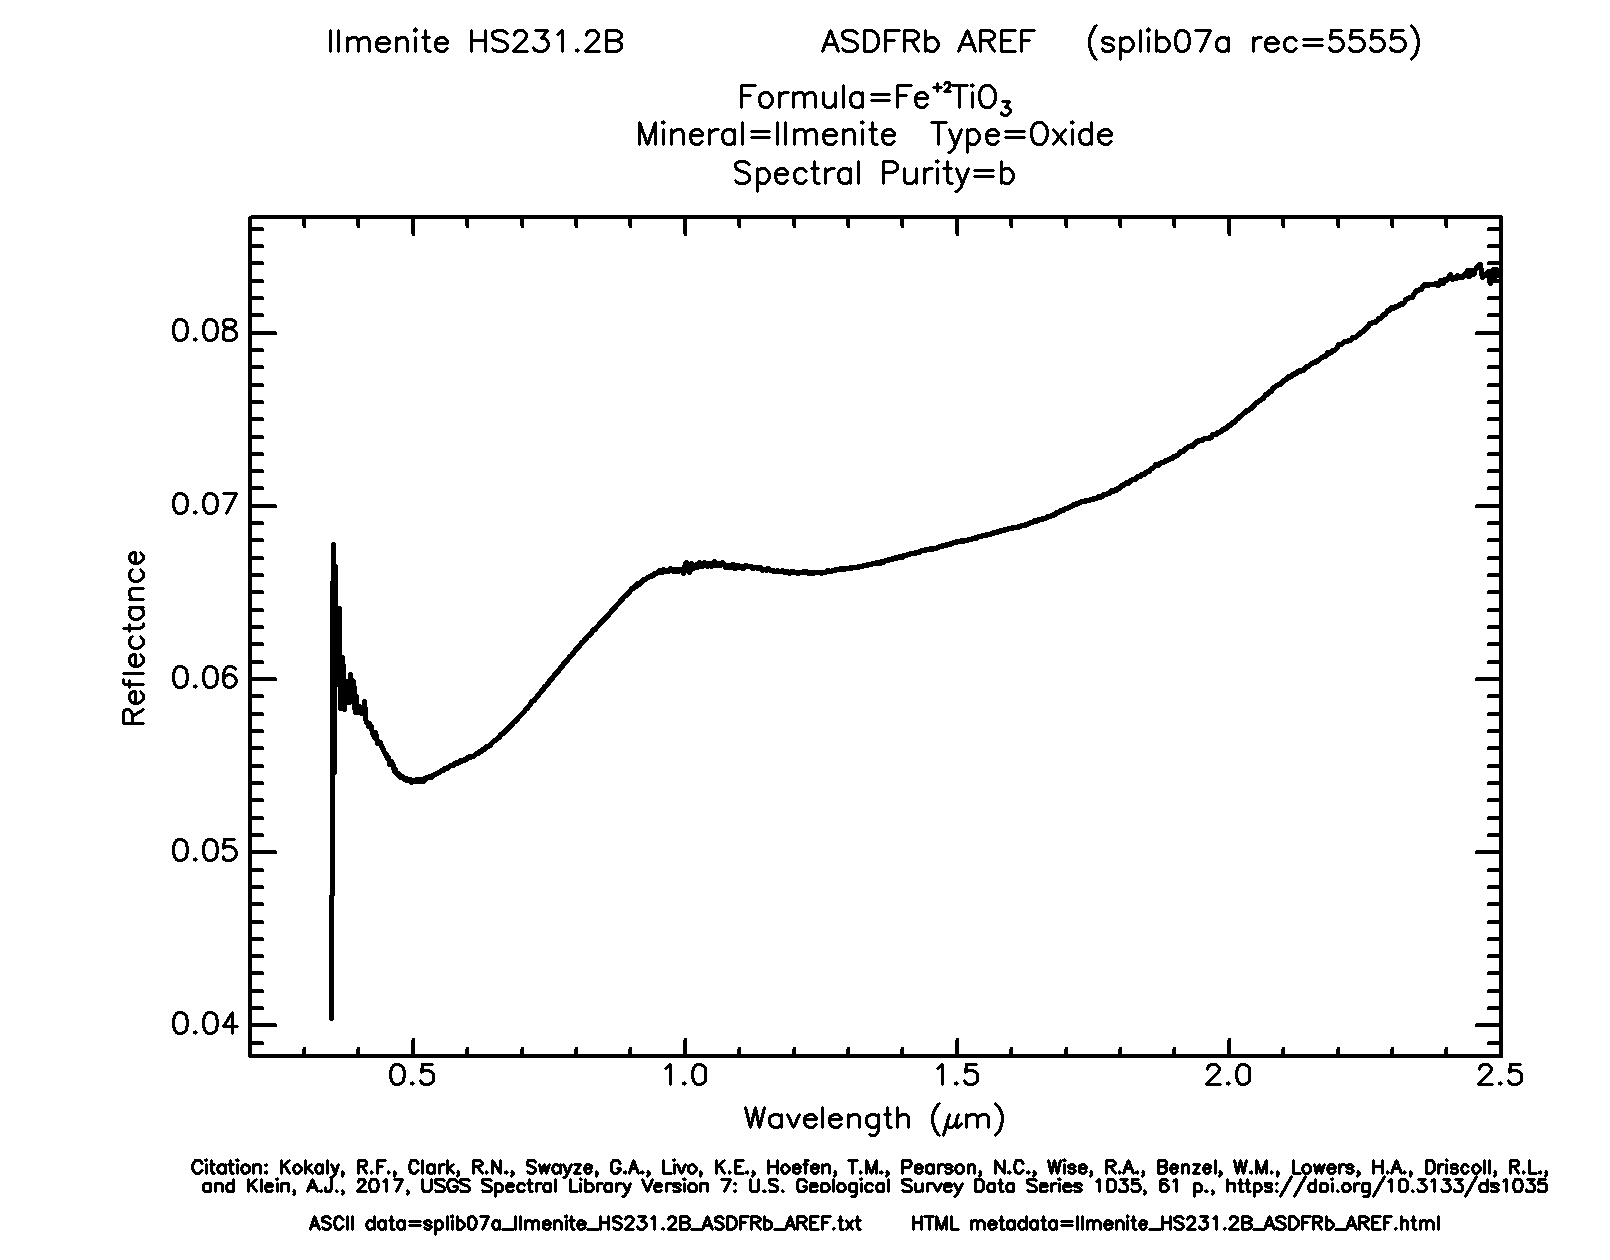 Ilmenite HS231.2B ASDFRb AREF (splib07a rec=5555)
Formula=Fe⁺²TiO₃
Mineral=Ilmenite Type=Oxide
Spectral Purity=b
0.08
0.07
0.06
0.05
0.04
Reflectance
0.5 1.0 1.5 2.0 2.5
Wavelength (μm)
Citation: Kokaly, R.F., Clark, R.N., Swayze, G.A., Livo, K.E., Hoefen, T.M., Pearson, N.C., Wise, R.A., Benzel, W.M., Lowers, H.A., Driscoll, R.L.,
and Klein, A.J., 2017, USGS Spectral Library Version 7: U.S. Geological Survey Data Series 1035, 61 p., https://doi.org/10.3133/ds1035
ASCII data=splib07a_Ilmenite_HS231.2B_ASDFRb_AREF.txt HTML metadata=Ilmenite_HS231.2B_ASDFRb_AREF.html